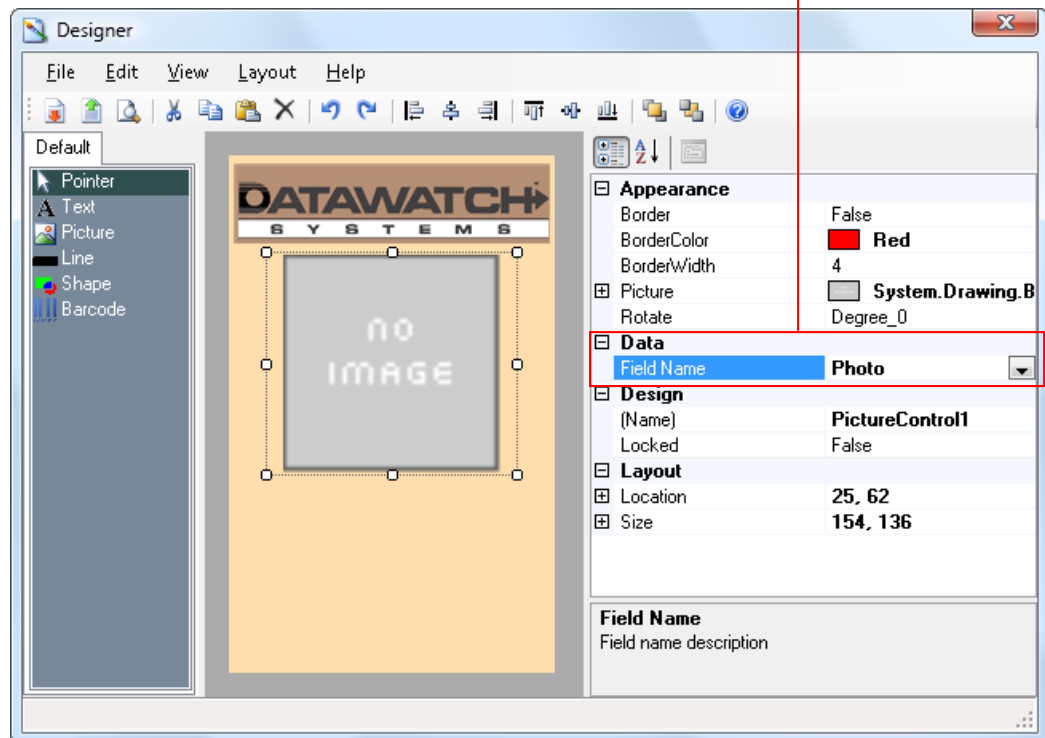 Designer
File Edit View Layout Help
Default
Pointer
Text
Picture
Line
Shape
Barcode
DATAWATCH
SYSTEMS
NO
IMAGE
Appearance
Border False
BorderColor Red
BorderWidth 4
Picture System.Drawing.B
Rotate Degree_0
Data
Field Name Photo
Design
(Name) PictureControl1
Locked False
Layout
Location 25, 62
Size 154, 136
Field Name
Field name description